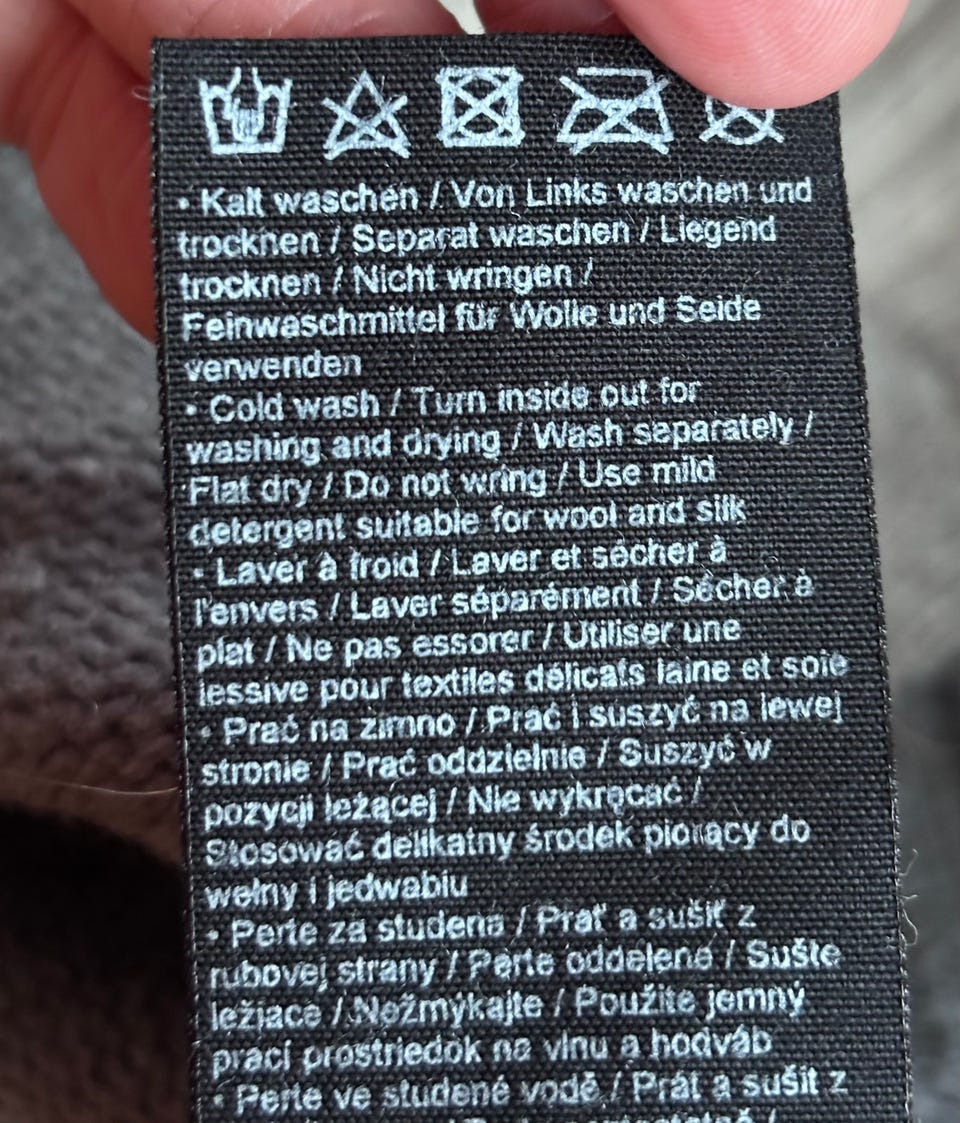 • Kalt waschen / Von Links waschen und
trocknen / Separat waschen / Liegend
trocknen / Nicht wringen /
Feinwaschmittel für Wolle und Seide
verwenden
• Cold wash / Turn inside out for
washing and drying / Wash separately /
Flat dry / Do not wring / Use mild
detergent suitable for wool and silk
• Laver à froid / Laver et sécher à
l'envers / Laver séparément / Sécher à
plat / Ne pas essorer / Utiliser une
lessive pour textiles délicats laine et soie
• Prać na zimno / Prać i suszyć na lewej
stronie / Prać oddzielnie / Suszyć w
pozycji leżącej / Nie wykręcać /
Stosować delikatny środek piorący do
wełny i jedwabiu
• Perte za studena / Prať a sušiť z
rubovej strany / Perte oddelene / Sušte
ležiace / Nežmýkajte / Použite jemný
prací prostriedok na vlnu a hodváb
• Perte ve studené vodě / Prát a sušit z